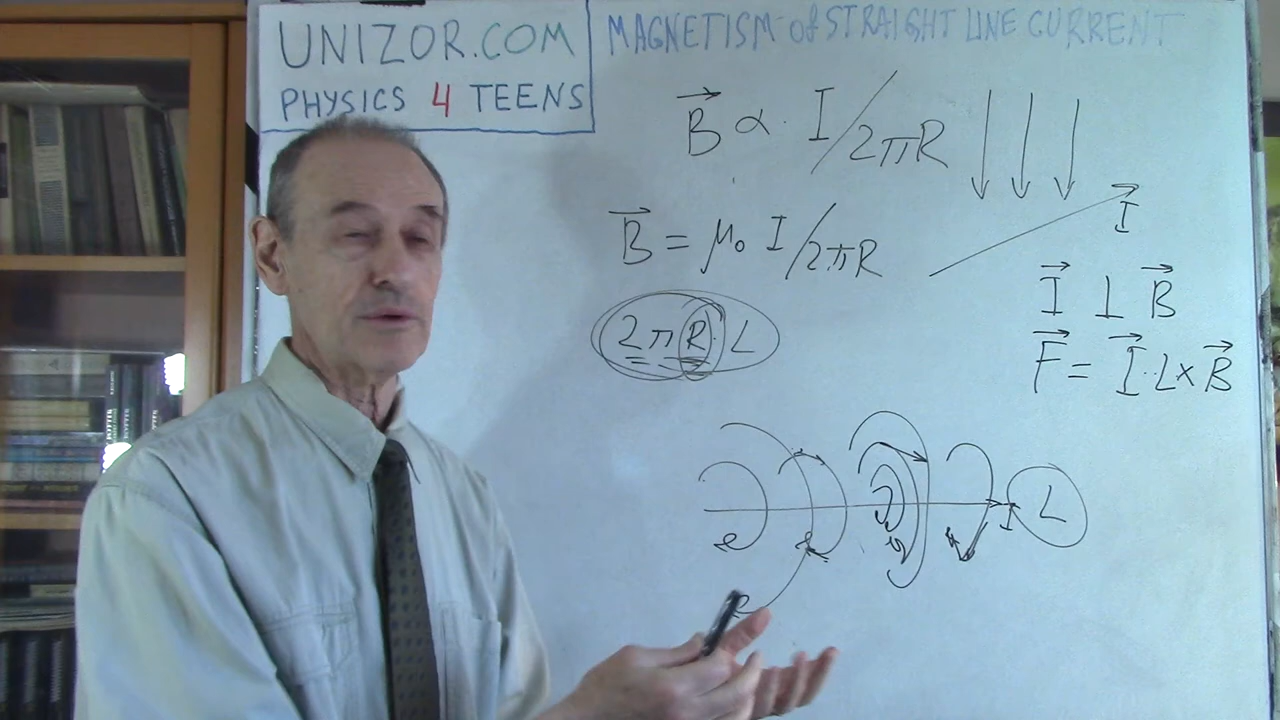 UNIZOR.COM
PHYSICS 4 TEENS
MAGNETISM of STRAIGHT LINE CURRENT
B⃗ ∝ I/2πR
B⃗ = μ₀ I/2πR
I⃗
2πR·L
I⃗ ⊥ B⃗
F⃗ = I⃗·L×B⃗
I
L